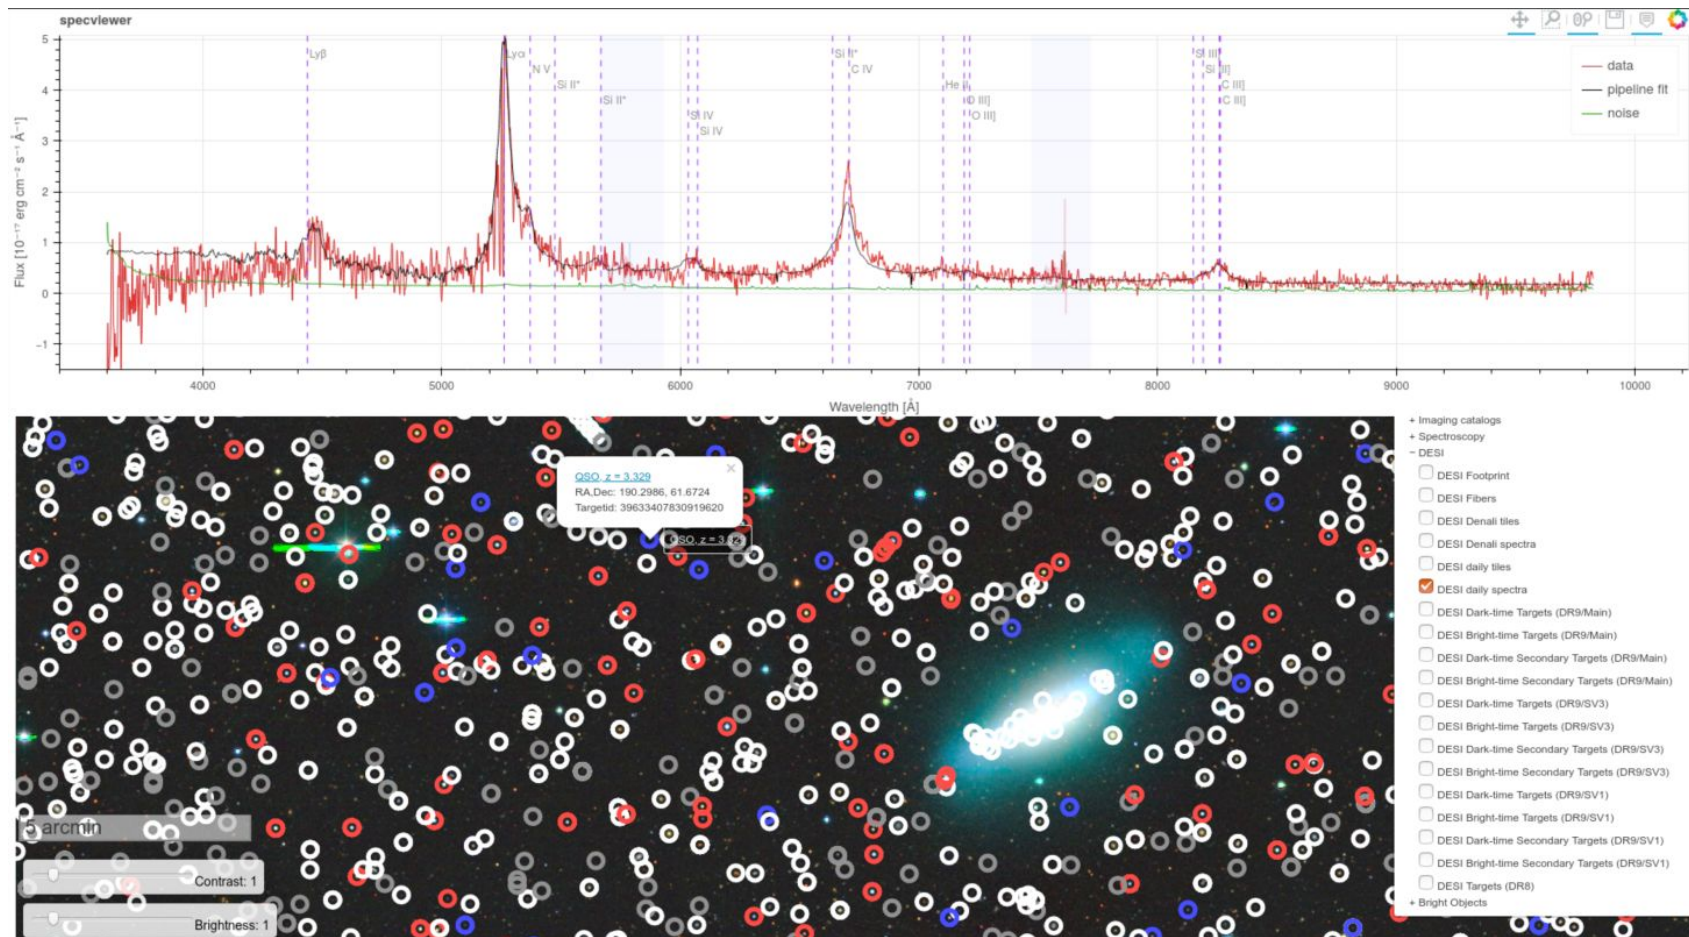 specviewer
Lyβ
Lyα
N V
Si II*
Si II*
Si IV
Si IV
Si II*
C IV
He II
O III]
O III]
Si III]
Si III]
C III]
C III]
data
pipeline fit
noise
Flux [10⁻¹⁷ erg cm⁻² s⁻¹ Å⁻¹]
5
4
3
2
1
0
−1
4000
5000
6000
7000
8000
9000
10000
Wavelength [Å]
QSO, z = 3.329
×
RA,Dec: 190.2986, 61.6724
Targetid: 39633407830919620
QSO, z = 3.329
5 arcmin
Contrast: 1
Brightness: 1
+ Imaging catalogs
+ Spectroscopy
− DESI
DESI Footprint
DESI Fibers
DESI Denali tiles
DESI Denali spectra
DESI daily tiles
DESI daily spectra
DESI Dark-time Targets (DR9/Main)
DESI Bright-time Targets (DR9/Main)
DESI Dark-time Secondary Targets (DR9/Main)
DESI Bright-time Secondary Targets (DR9/Main)
DESI Dark-time Targets (DR9/SV3)
DESI Bright-time Targets (DR9/SV3)
DESI Dark-time Secondary Targets (DR9/SV3)
DESI Bright-time Secondary Targets (DR9/SV3)
DESI Dark-time Targets (DR9/SV1)
DESI Bright-time Targets (DR9/SV1)
DESI Dark-time Secondary Targets (DR9/SV1)
DESI Bright-time Secondary Targets (DR9/SV1)
DESI Targets (DR8)
+ Bright Objects